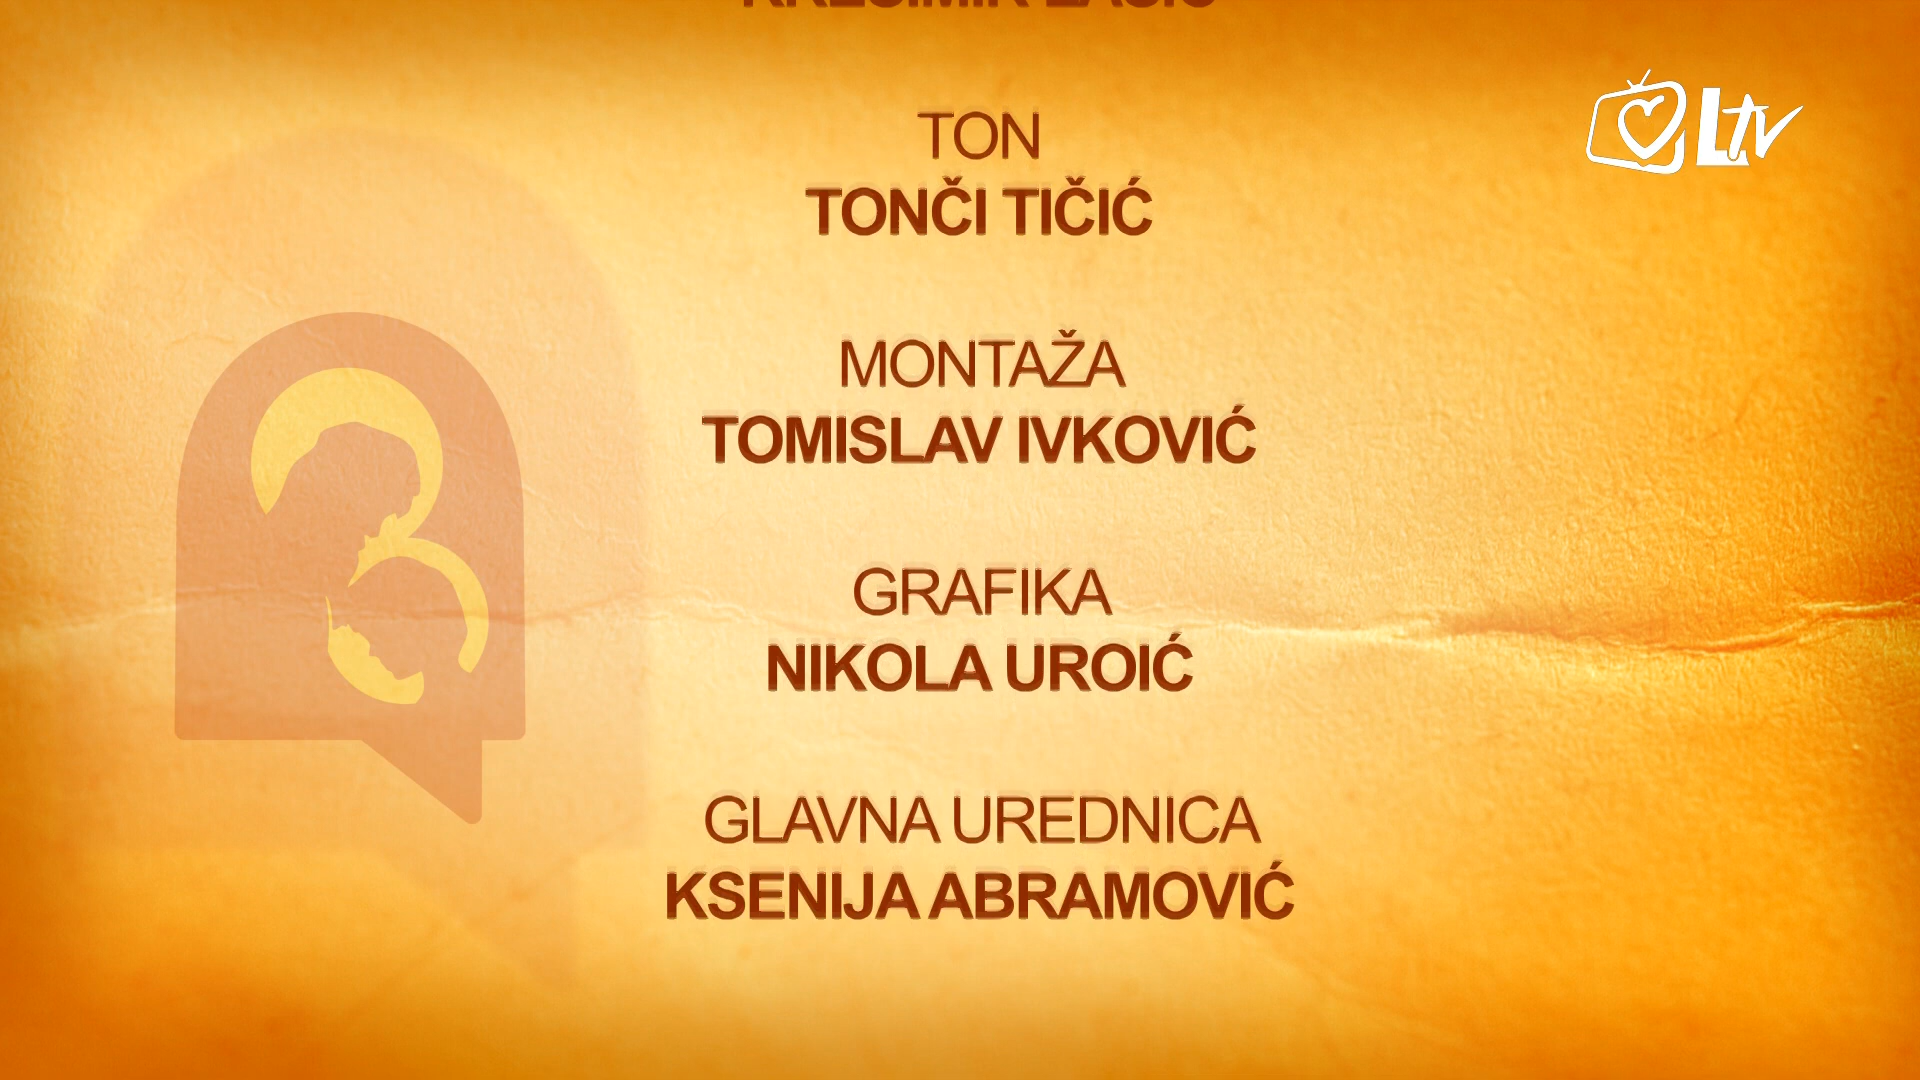 TON
TONČI TIČIĆ
MONTAŽA
TOMISLAV IVKOVIĆ
GRAFIKA
NIKOLA UROIĆ
GLAVNA UREDNICA
KSENIJA ABRAMOVIĆ
LTV